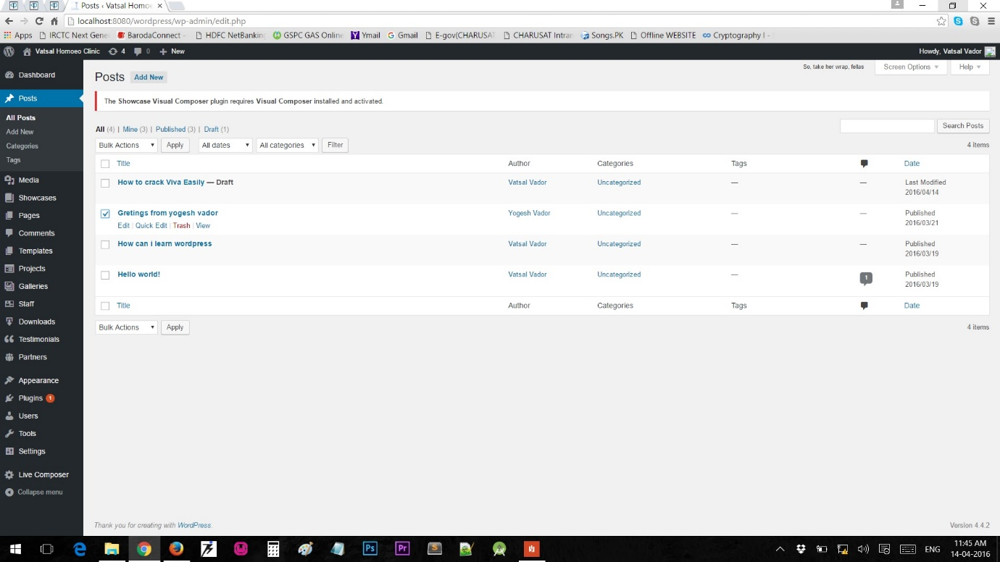 Posts ‹ Vatsal Homoe
localhost:8080/wordpress/wp-admin/edit.php
Apps IRCTC Next Gene BarodaConnect - HDFC NetBanking GSPC GAS Online Ymail Gmail E-gov(CHARUSAT CHARUSAT Intran Songs.PK Offline WEBSITE Cryptography I -
Vatsal Homoeo Clinic 4 0 New Howdy, Vatsal Vador
Dashboard
Posts
All Posts
Add New
Categories
Tags
Media
Showcases
Pages
Comments
Templates
Projects
Galleries
Staff
Downloads
Testimonials
Partners
Appearance
Plugins 1
Users
Tools
Settings
Live Composer
Collapse menu
So, take her wrap, fellas Screen Options Help
Posts Add New
The Showcase Visual Composer plugin requires Visual Composer installed and activated.
All (4) | Mine (3) | Published (3) | Draft (1) Search Posts
Bulk Actions Apply All dates All categories Filter 4 items
Title Author Categories Tags Date
How to crack Viva Easily — Draft Vatsal Vador Uncategorized — — Last Modified
2016/04/14
Gretings from yogesh vador Yogesh Vador Uncategorized — — Published
Edit | Quick Edit | Trash | View 2016/03/21
How can i learn wordpress Vatsal Vador Uncategorized — — Published
2016/03/19
Hello world! Vatsal Vador Uncategorized — 1 Published
2016/03/19
Title Author Categories Tags Date
Bulk Actions Apply 4 items
Thank you for creating with WordPress. Version 4.4.2
Ps Pr S ENG 11:45 AM
14-04-2016